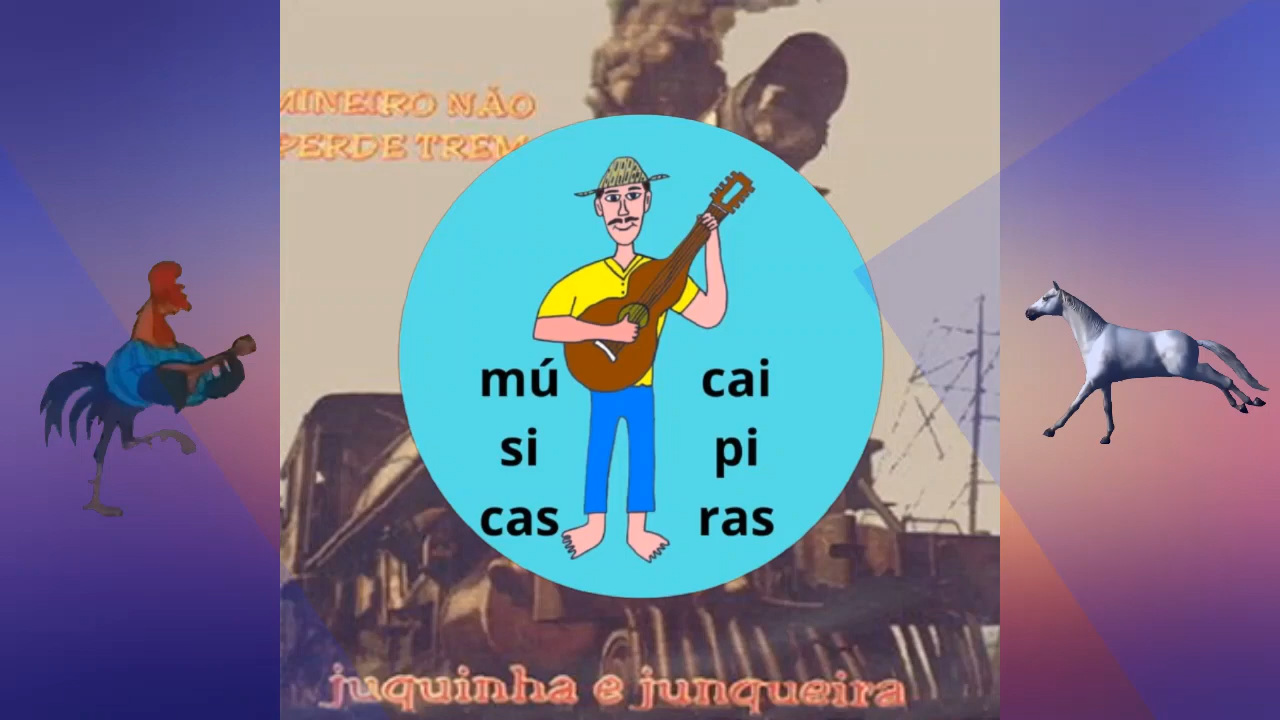 MINEIRO NÃO
PERDE TREM
mú cai
si pi
cas ras
juquinha e junqueira